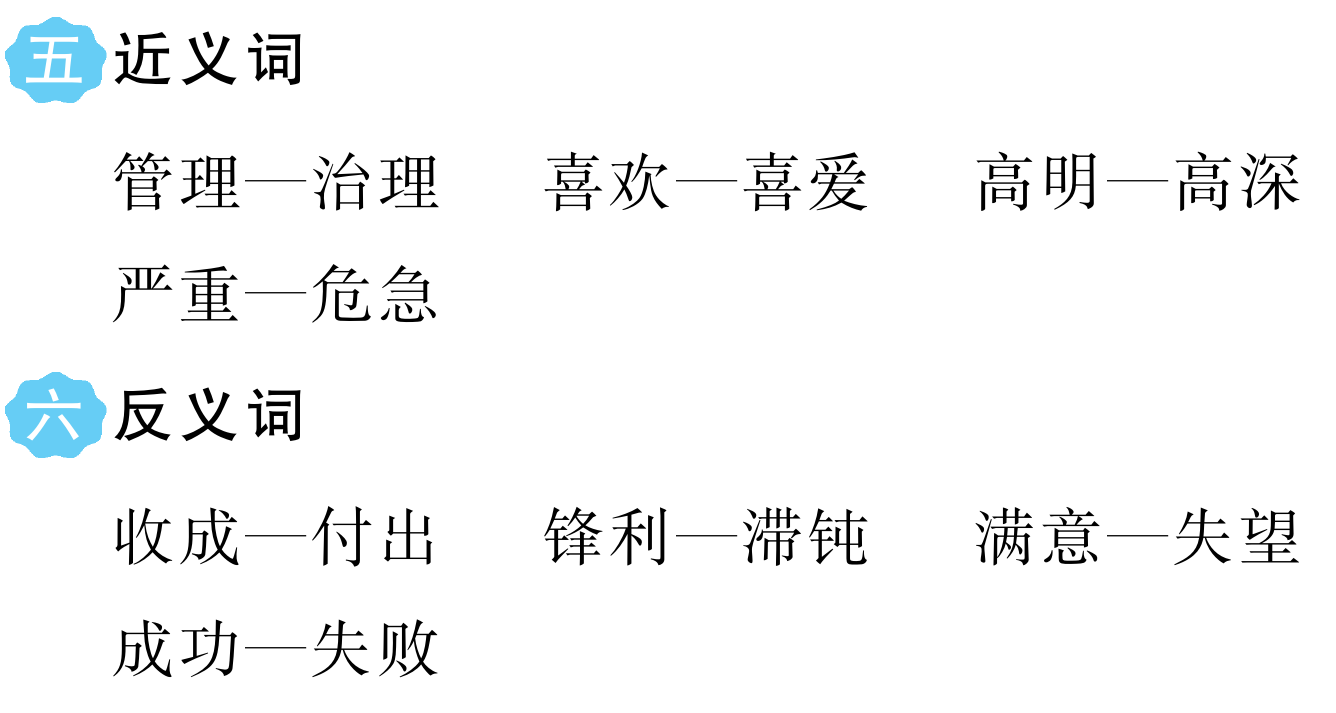 五 近义词
管理—治理 喜欢—喜爱 高明—高深
严重—危急
六 反义词
收成—付出 锋利—滞钝 满意—失望
成功—失败